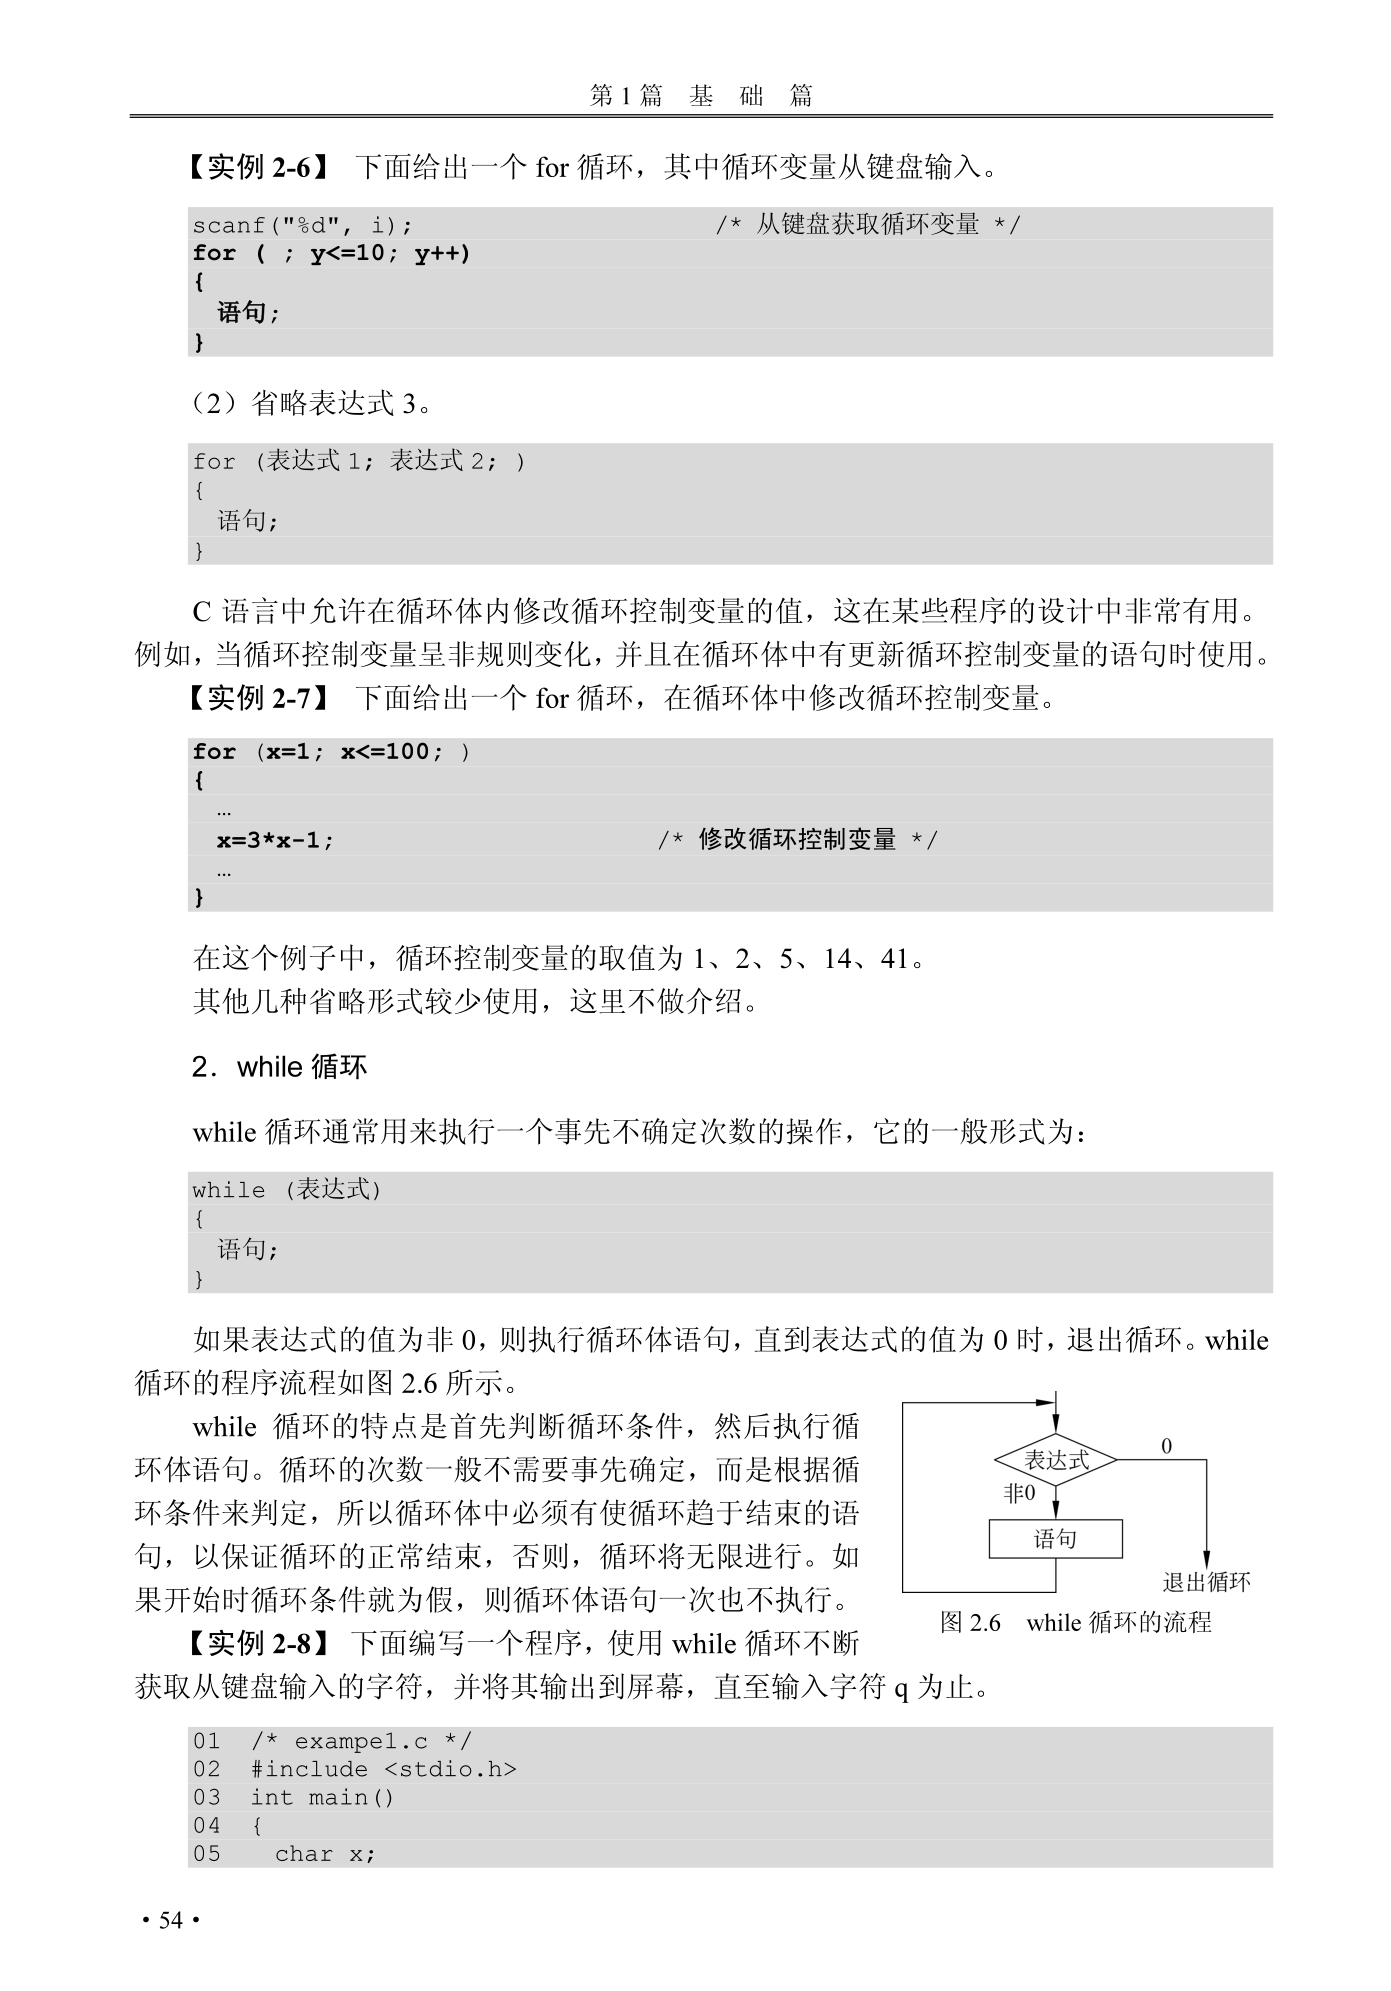 第1篇 基 础 篇
【实例 2-6】 下面给出一个 for 循环，其中循环变量从键盘输入。
scanf("%d", i); /* 从键盘获取循环变量 */
for ( ; y<=10; y++)
{
语句;
}
（2）省略表达式 3。
for (表达式 1; 表达式 2; )
{
语句;
}
C 语言中允许在循环体内修改循环控制变量的值，这在某些程序的设计中非常有用。
例如，当循环控制变量呈非规则变化，并且在循环体中有更新循环控制变量的语句时使用。
【实例 2-7】 下面给出一个 for 循环，在循环体中修改循环控制变量。
for (x=1; x<=100; )
{
…
x=3*x-1; /* 修改循环控制变量 */
…
}
在这个例子中，循环控制变量的取值为 1、2、5、14、41。
其他几种省略形式较少使用，这里不做介绍。
2．while 循环
while 循环通常用来执行一个事先不确定次数的操作，它的一般形式为：
while (表达式)
{
语句;
}
如果表达式的值为非 0，则执行循环体语句，直到表达式的值为 0 时，退出循环。while
循环的程序流程如图 2.6 所示。
while 循环的特点是首先判断循环条件，然后执行循
环体语句。循环的次数一般不需要事先确定，而是根据循
环条件来判定，所以循环体中必须有使循环趋于结束的语
句，以保证循环的正常结束，否则，循环将无限进行。如
果开始时循环条件就为假，则循环体语句一次也不执行。
表达式
0
非0
语句
退出循环
图 2.6 while 循环的流程
【实例 2-8】 下面编写一个程序，使用 while 循环不断
获取从键盘输入的字符，并将其输出到屏幕，直至输入字符 q 为止。
01 /* exampe1.c */
02 #include <stdio.h>
03 int main()
04 {
05 char x;
· 54 ·